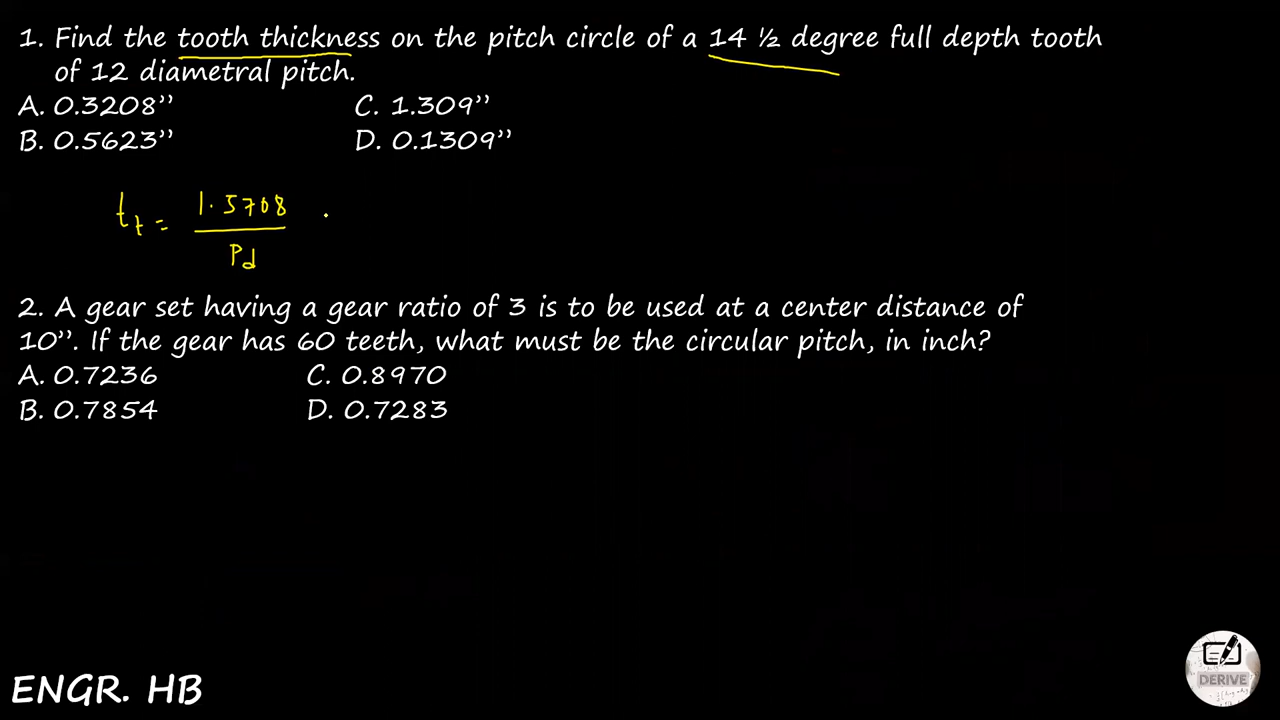 1. Find the tooth thickness on the pitch circle of a 14 ½ degree full depth tooth
of 12 diametral pitch.
A. 0.3208” C. 1.309”
B. 0.5623” D. 0.1309”
t_t = 1.5708
P_d
2. A gear set having a gear ratio of 3 is to be used at a center distance of
10”. If the gear has 60 teeth, what must be the circular pitch, in inch?
A. 0.7236 C. 0.8970
B. 0.7854 D. 0.7283
ENGR. HB
DERIVE